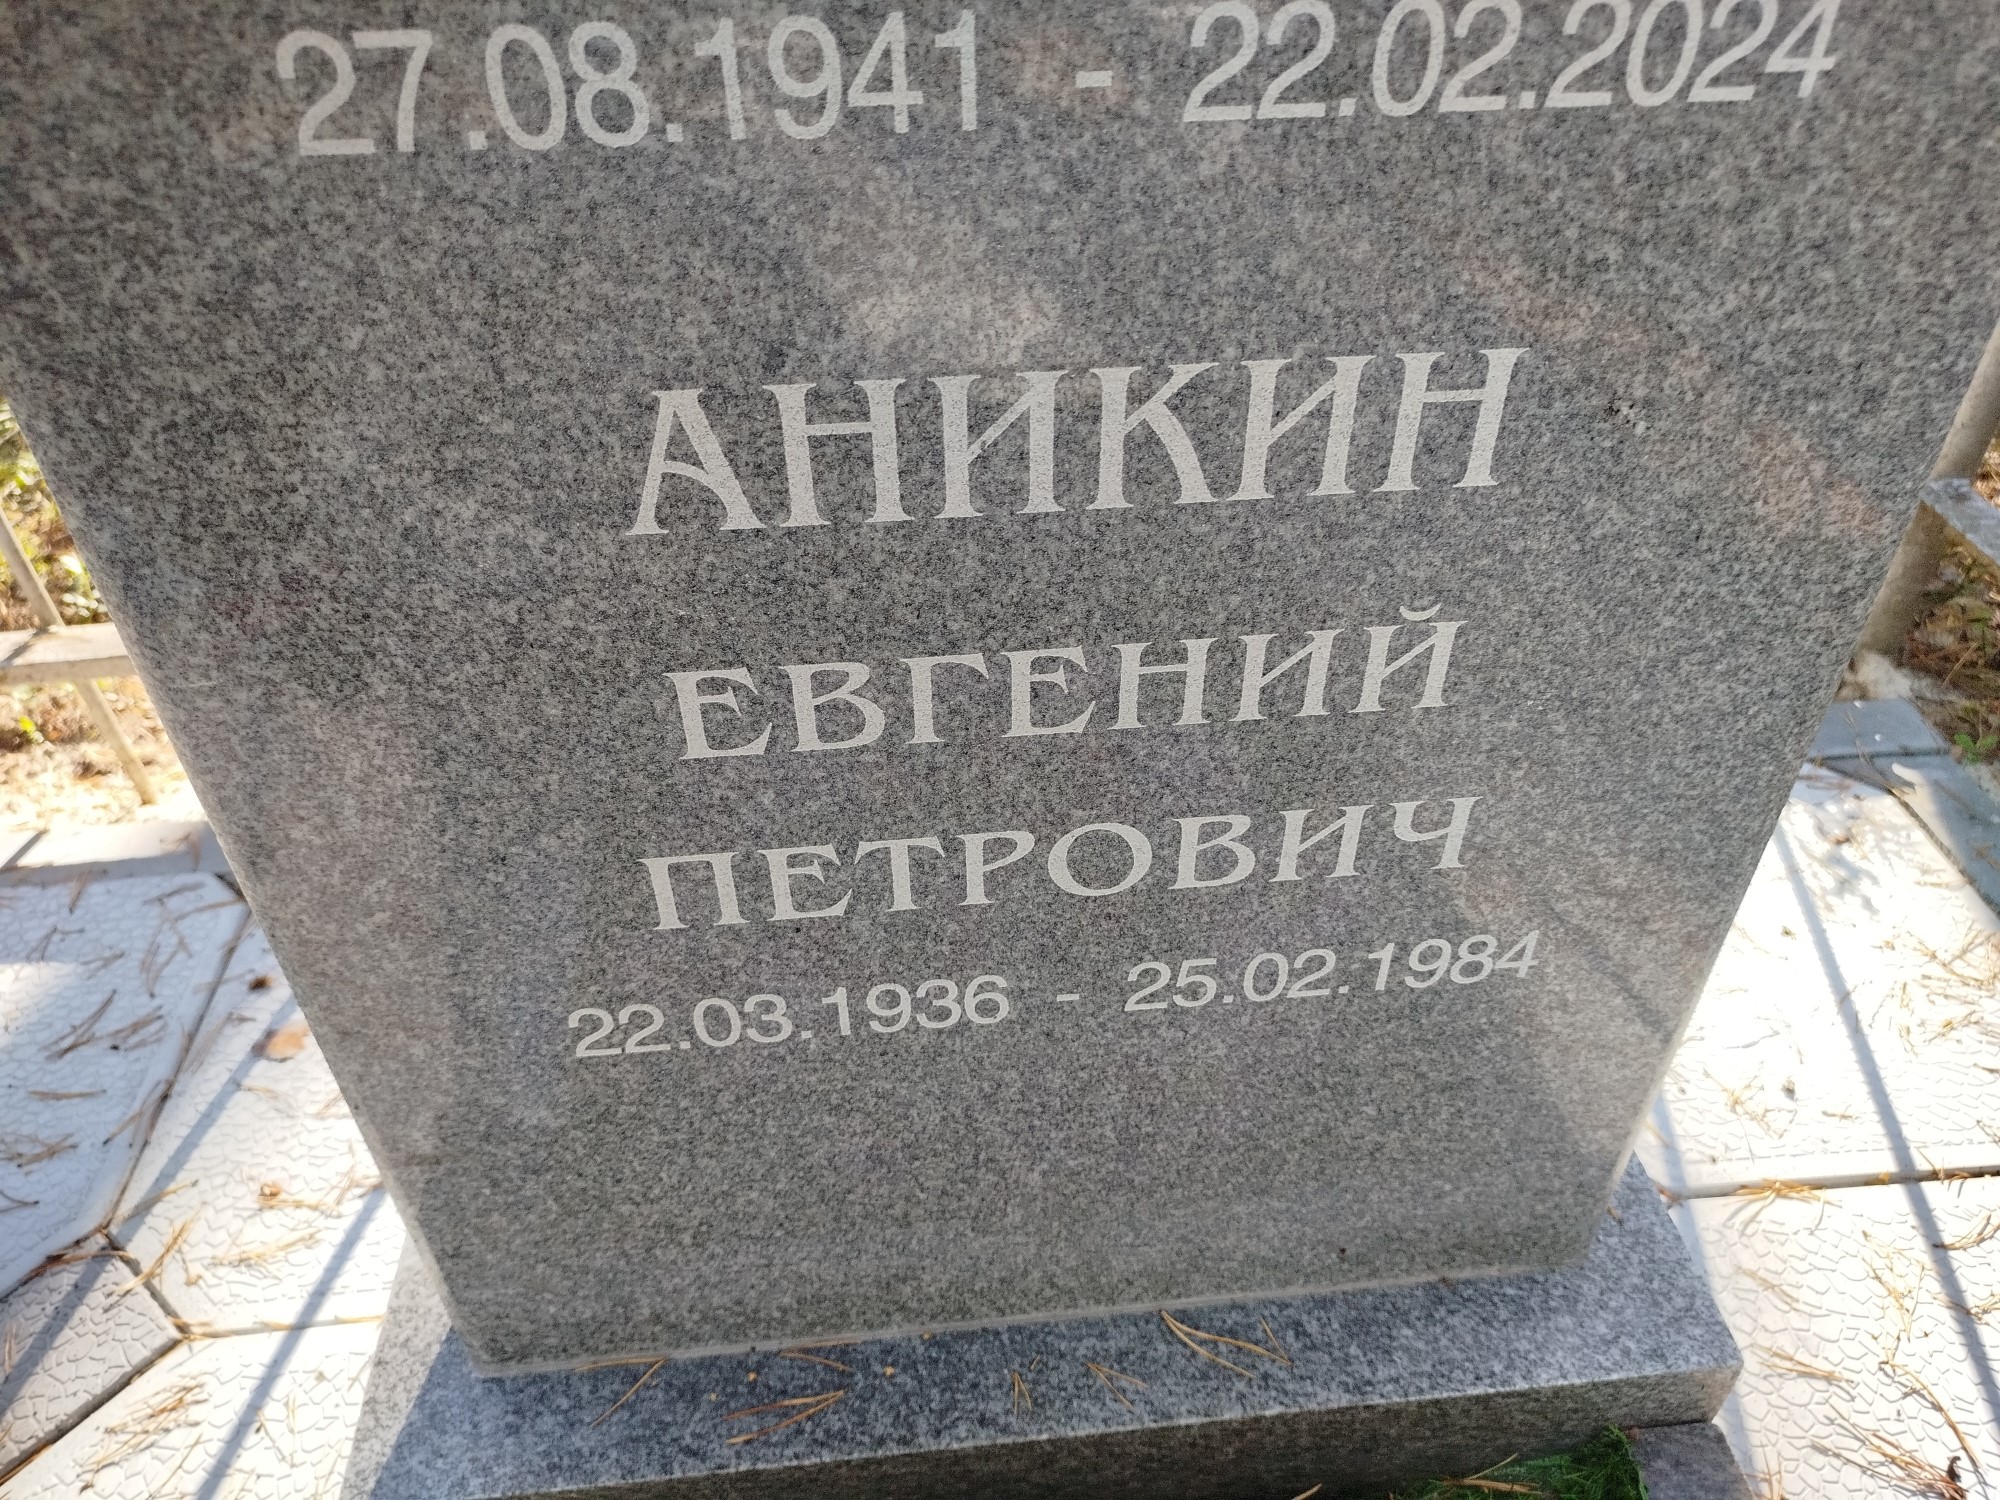 27.08.1941 - 22.02.2024
АНИКИН
ЕВГЕНИЙ
ПЕТРОВИЧ
22.03.1936 - 25.02.1984